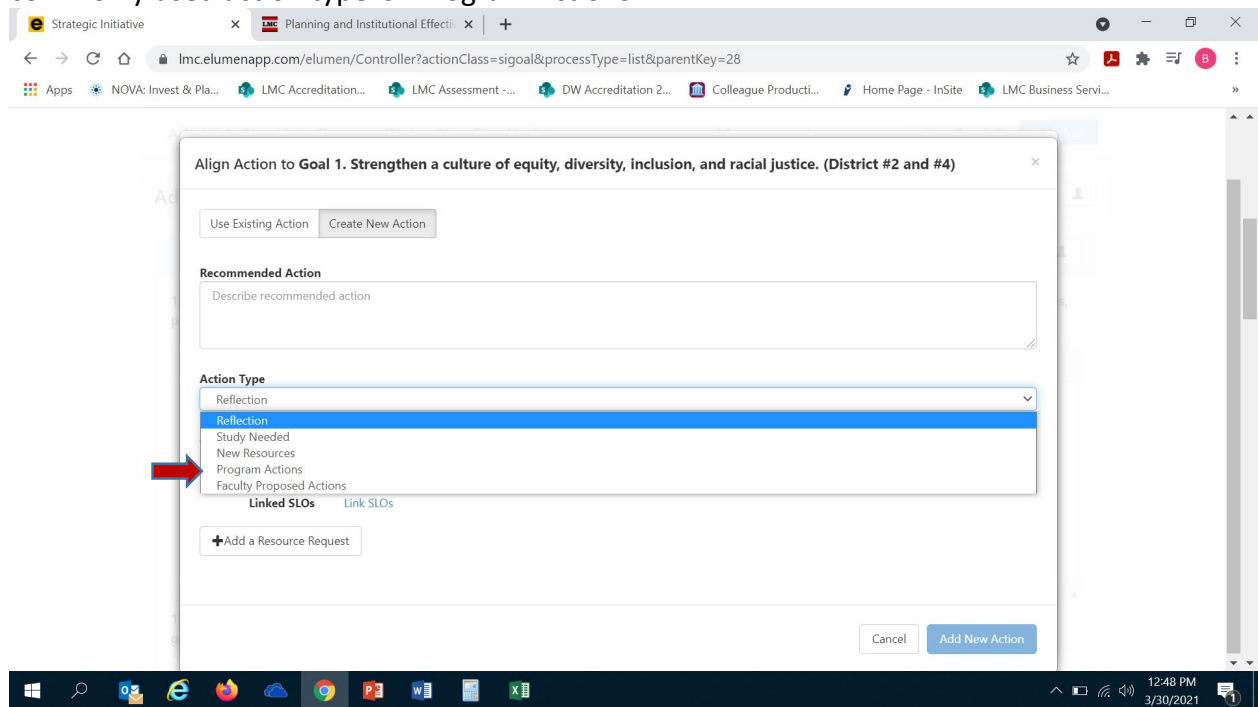 Strategic Initiative
LMC Planning and Institutional Effectiv
lmc.elumenapp.com/elumen/Controller?actionClass=sigoal&processType=list&parentKey=28
B
Apps NOVA: Invest & Pla... LMC Accreditation... LMC Assessment -... DW Accreditation 2... Colleague Producti... Home Page - InSite LMC Business Servi... »
Align Action to Goal 1. Strengthen a culture of equity, diversity, inclusion, and racial justice. (District #2 and #4) ×
Use Existing Action Create New Action
Recommended Action
Describe recommended action
Action Type
Reflection
Reflection
Study Needed
New Resources
Program Actions
Faculty Proposed Actions
Linked SLOs Link SLOs
+Add a Resource Request
Cancel Add New Action
12:48 PM
3/30/2021
1